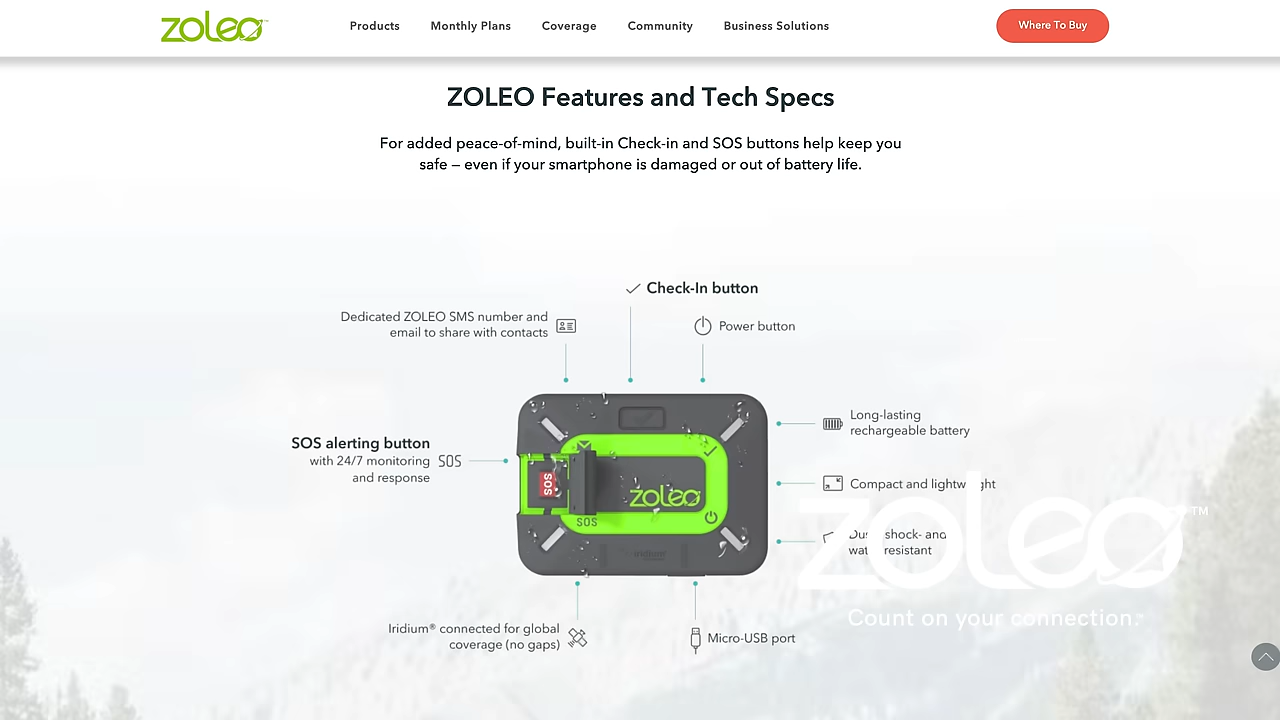 zoleo™
Products
Monthly Plans
Coverage
Community
Business Solutions
Where To Buy
ZOLEO Features and Tech Specs
For added peace-of-mind, built-in Check-in and SOS buttons help keep you
safe – even if your smartphone is damaged or out of battery life.
Check-In button
Dedicated ZOLEO SMS number and
email to share with contacts
Power button
Long-lasting
rechargeable battery
SOS alerting button
with 24/7 monitoring
and response
SOS
SOS
zoleo
SOS
iridium
Compact and lightweight
shock- and
resistant
zoleo™
Count on your connection.
Iridium® connected for global
coverage (no gaps)
Micro-USB port